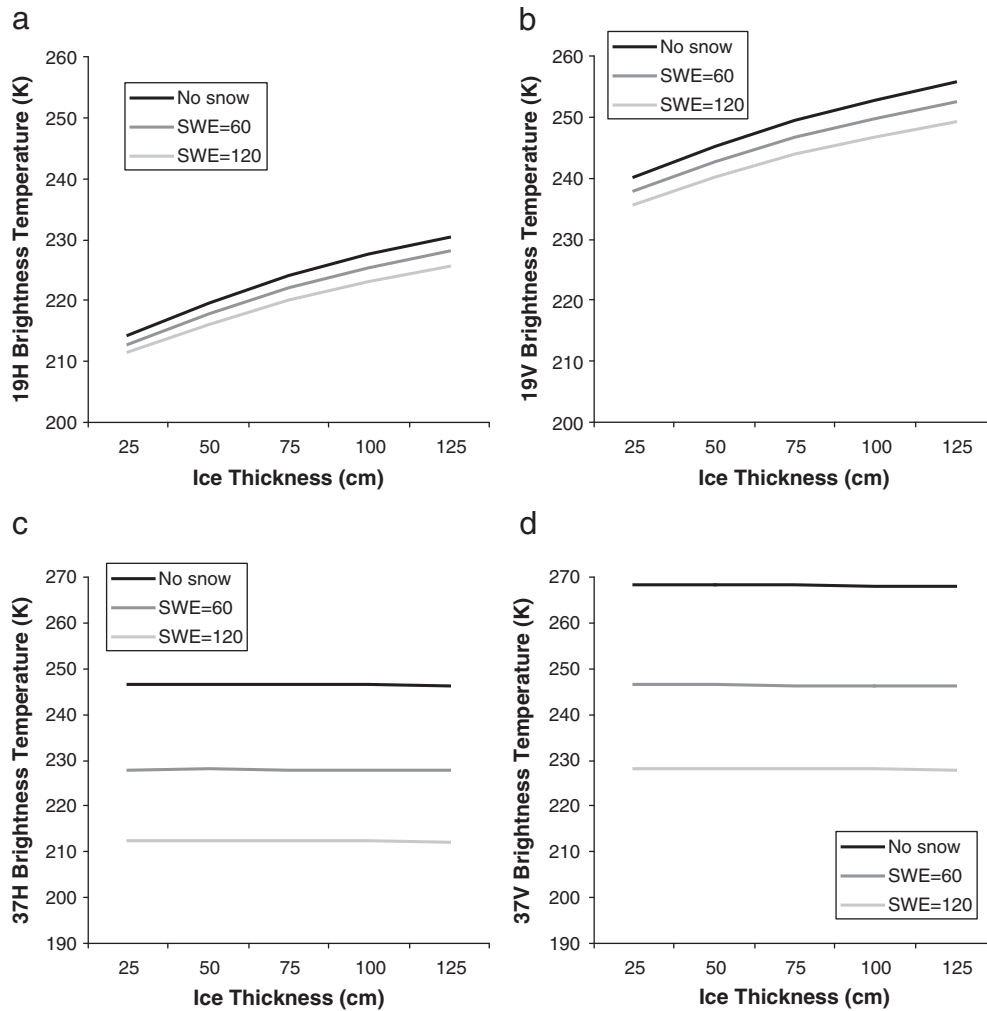 a
260
250
240
230
220
210
200
19H Brightness Temperature (K)
No snow
SWE=60
SWE=120
25 50 75 100 125
Ice Thickness (cm)
b
260
250
240
230
220
210
200
19V Brightness Temperature (K)
No snow
SWE=60
SWE=120
25 50 75 100 125
Ice Thickness (cm)
c
270
260
250
240
230
220
210
200
190
37H Brightness Temperature (K)
No snow
SWE=60
SWE=120
25 50 75 100 125
Ice Thickness (cm)
d
270
260
250
240
230
220
210
200
190
37V Brightness Temperature (K)
No snow
SWE=60
SWE=120
25 50 75 100 125
Ice Thickness (cm)